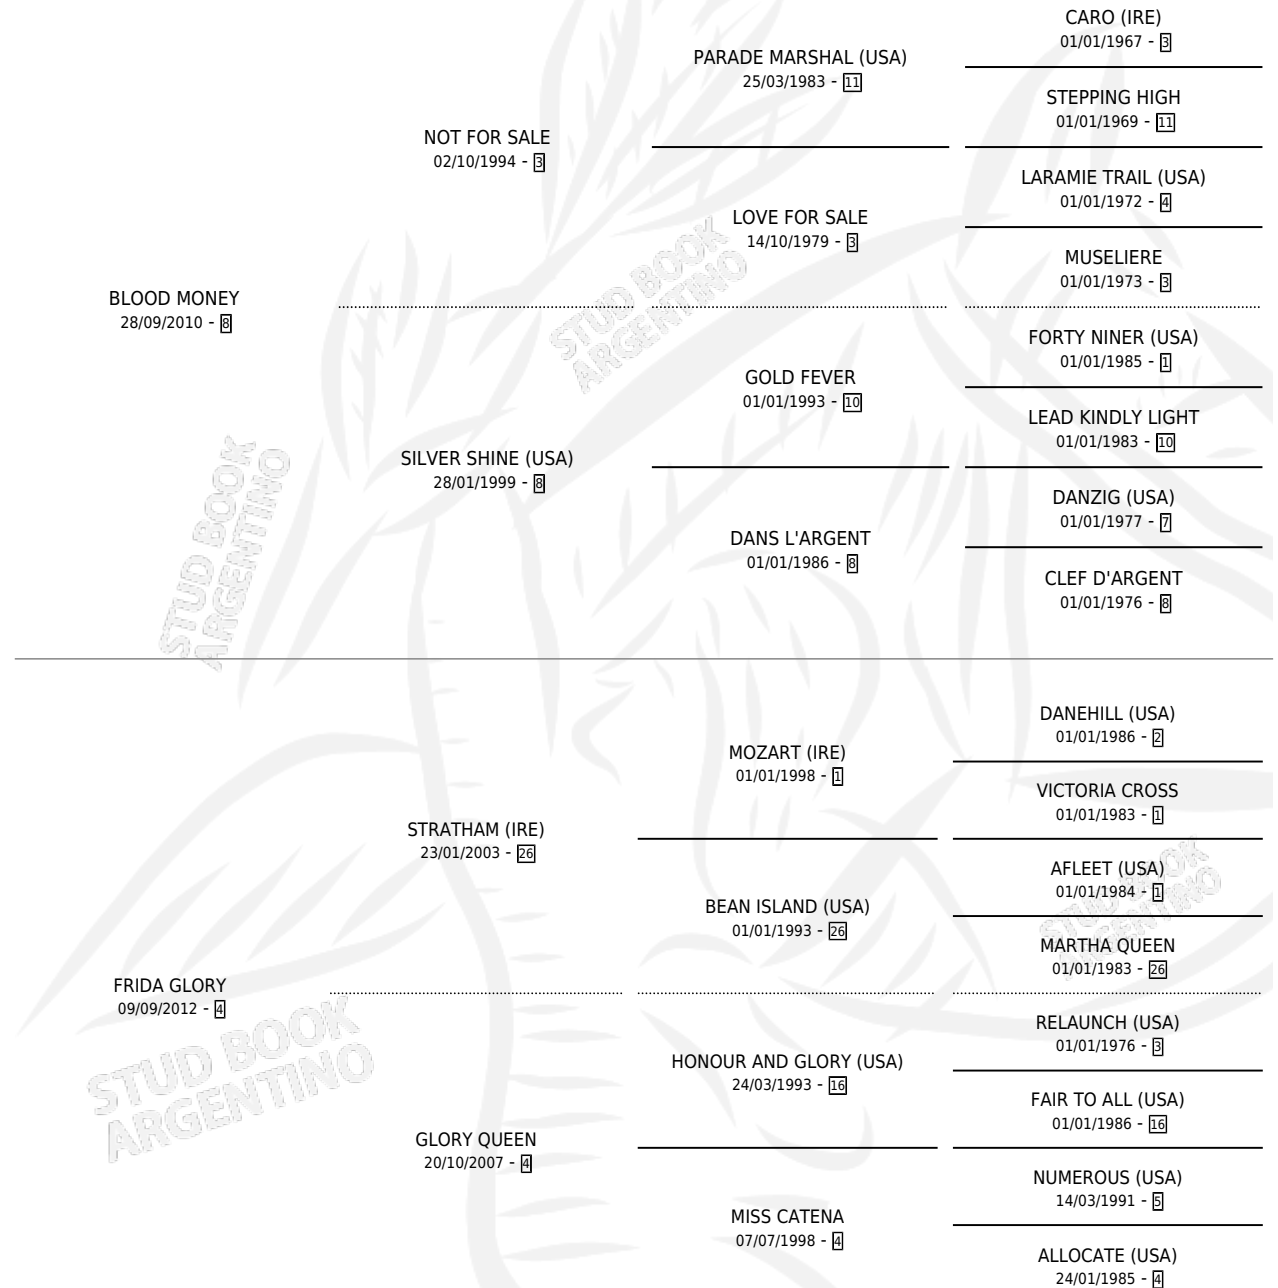 CARO (IRE)
01/01/1967 - 3
PARADE MARSHAL (USA)
25/03/1983 - 11
STEPPING HIGH
01/01/1969 - 11
NOT FOR SALE
02/10/1994 - 3
LARAMIE TRAIL (USA)
01/01/1972 - 4
LOVE FOR SALE
14/10/1979 - 3
MUSELIERE
01/01/1973 - 3
BLOOD MONEY
28/09/2010 - 8
FORTY NINER (USA)
01/01/1985 - 1
GOLD FEVER
01/01/1993 - 10
LEAD KINDLY LIGHT
01/01/1983 - 10
SILVER SHINE (USA)
28/01/1999 - 8
DANZIG (USA)
01/01/1977 - 7
DANS L'ARGENT
01/01/1986 - 8
CLEF D'ARGENT
01/01/1976 - 8
STUD BOOK
ARGENTINO
STUD BOOK
ARGENTINO
DANEHILL (USA)
01/01/1986 - 2
MOZART (IRE)
01/01/1998 - 1
VICTORIA CROSS
01/01/1983 - 1
STRATHAM (IRE)
23/01/2003 - 26
AFLEET (USA)
01/01/1984 - 1
BEAN ISLAND (USA)
01/01/1993 - 26
MARTHA QUEEN
01/01/1983 - 26
STUD BOOK
ARGENTINO
FRIDA GLORY
09/09/2012 - 4
RELAUNCH (USA)
01/01/1976 - 3
HONOUR AND GLORY (USA)
24/03/1993 - 16
FAIR TO ALL (USA)
01/01/1986 - 16
GLORY QUEEN
20/10/2007 - 4
NUMEROUS (USA)
14/03/1991 - 5
MISS CATENA
07/07/1998 - 4
ALLOCATE (USA)
24/01/1985 - 4
STUD BOOK
ARGENTINO